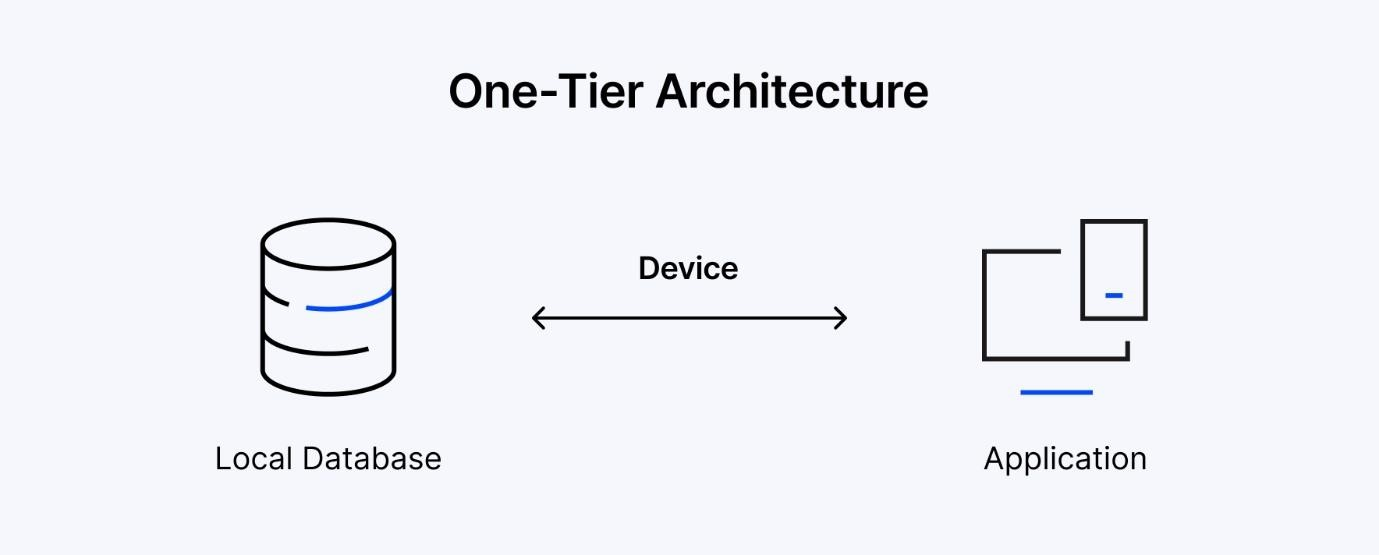 One-Tier Architecture
Device
Local Database
Application